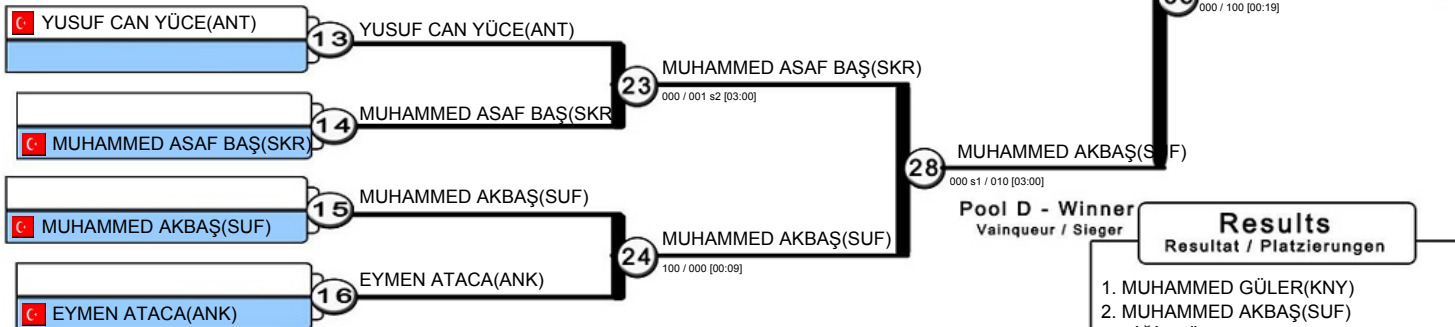 000 / 100 [00:19]
YUSUF CAN YÜCE(ANT)
13
YUSUF CAN YÜCE(ANT)
23
MUHAMMED ASAF BAŞ(SKR)
000 / 001 s2 [03:00]
14
MUHAMMED ASAF BAŞ(SKR
MUHAMMED ASAF BAŞ(SKR)
28
MUHAMMED AKBAŞ(SUF)
000 s1 / 010 [03:00]
15
MUHAMMED AKBAŞ(SUF)
MUHAMMED AKBAŞ(SUF)
24
MUHAMMED AKBAŞ(SUF)
100 / 000 [00:09]
16
EYMEN ATACA(ANK)
EYMEN ATACA(ANK)
Pool D - Winner
Vainqueur / Sieger
Results
Resultat / Platzierungen
1. MUHAMMED GÜLER(KNY)
2. MUHAMMED AKBAŞ(SUF)